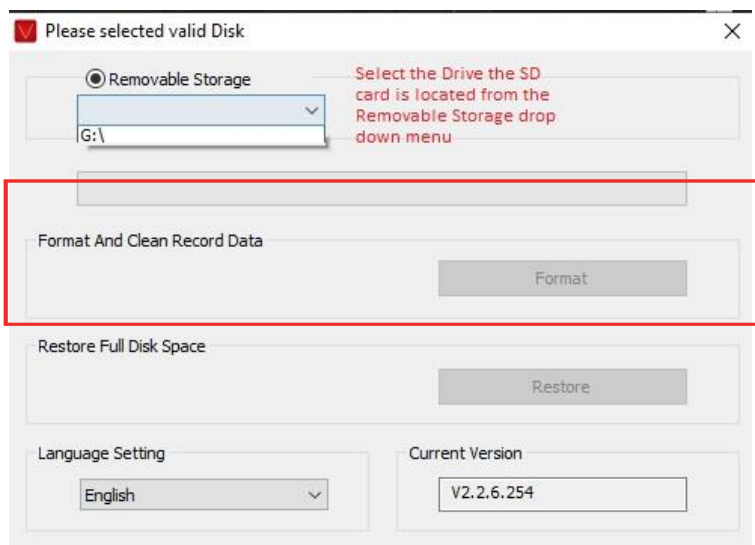 Please selected valid Disk
Removable Storage
Select the Drive the SD
card is located from the
Removable Storage drop
down menu
G:\
Format And Clean Record Data
Format
Restore Full Disk Space
Restore
Language Setting
Current Version
English
V2.2.6.254